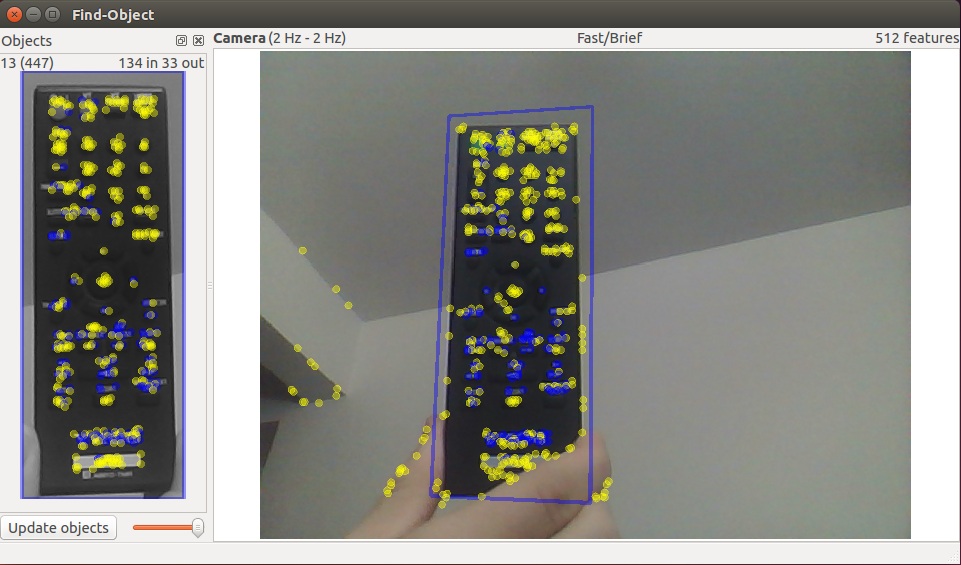 Find-Object
Objects
Camera (2 Hz - 2 Hz) Fast/Brief 512 features
13 (447) 134 in 33 out
Update objects